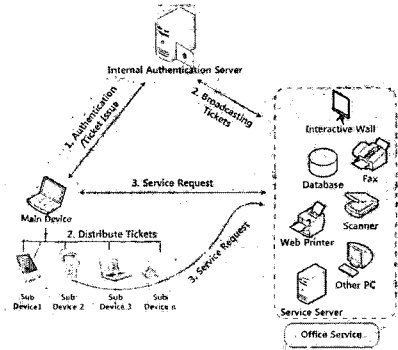 Internal Authentication Server
1. Authentication
/Ticket Issue
2. Broadcasting
Tickets
Interactive Wall
3. Service Request
Database
Fax
Main Device
Scanner
2. Distribute Tickets
Web Printer
3. Service Request
Other PC
Sub
Device1
Sub
Device 2
Sub
Device 3
Sub
Device n
Service Server
Office Service